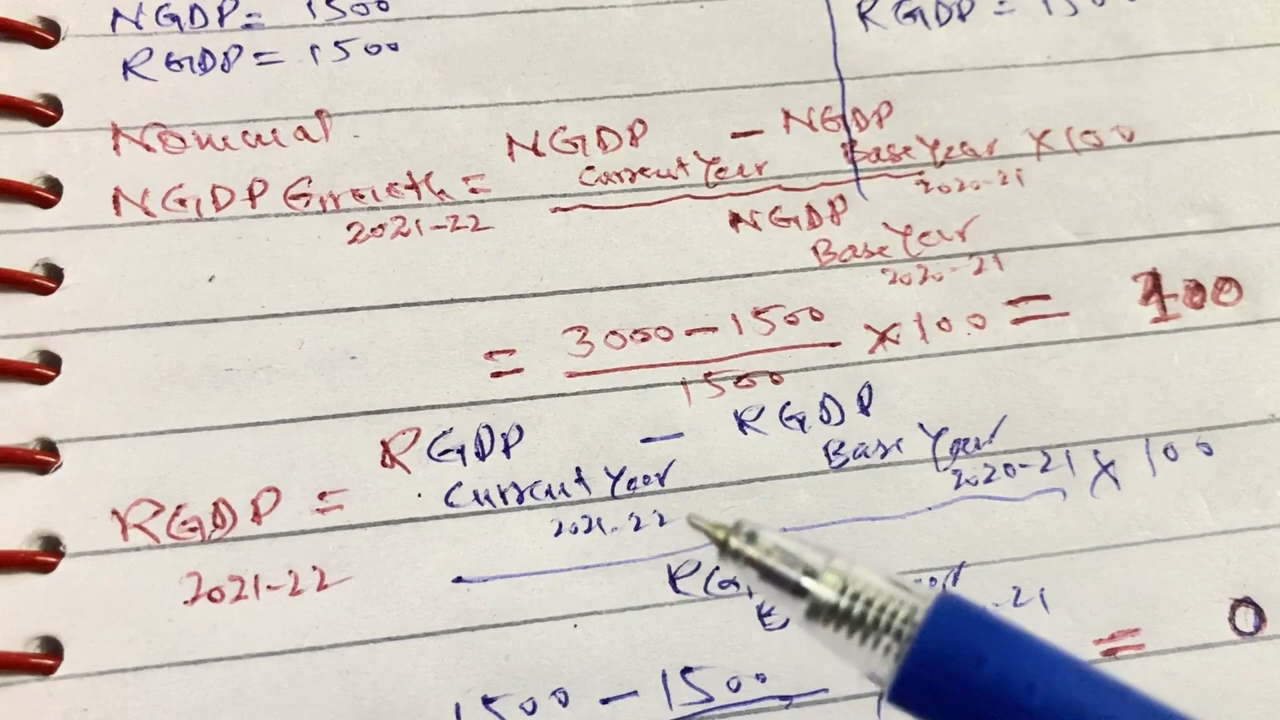 NGDP = 1500
RGDP = 15
RGDP = 1500
Nominal
NGDP - NGDP
Current Year Base Year X 100
NGDP Growth =
2021-22 2020-21
NGDP
Base Year
2020-21
= 3000 - 1500 X 100 = 100
1500
RGDP - RGDP
Current Year Base Year
RGDP = 2020-21 X 100
2021-22
2021-22
RG
-21
= 0
1500 - 1500